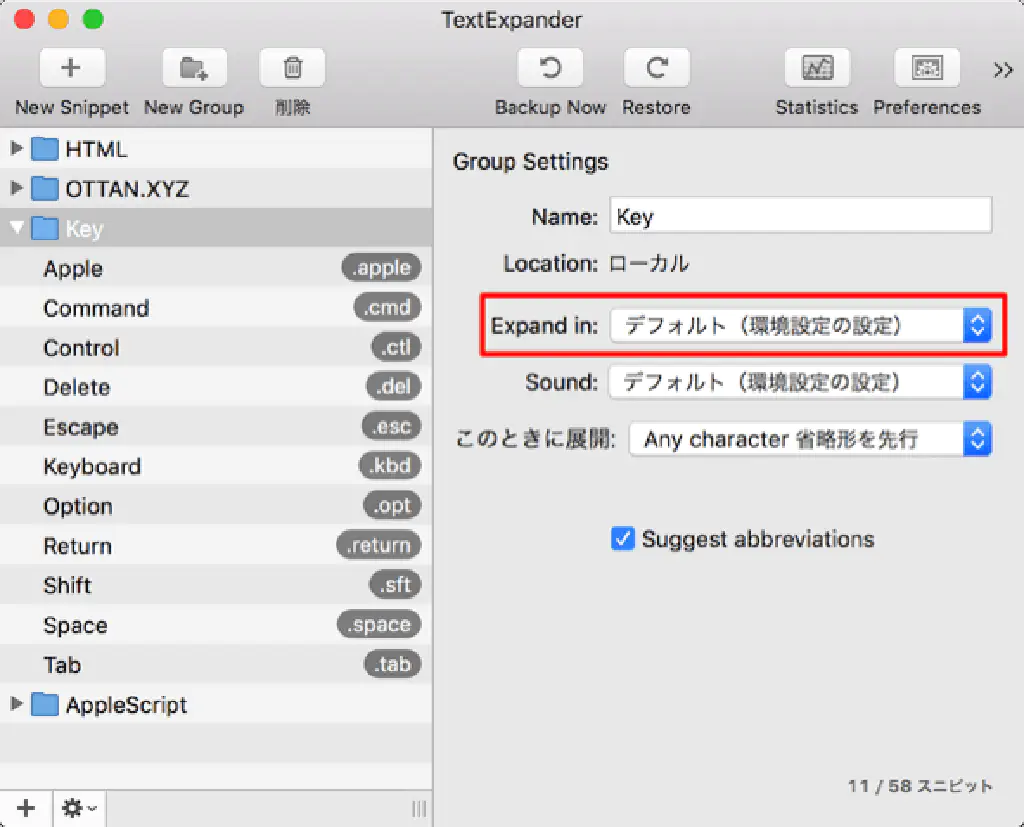 TextExpander
New Snippet New Group 削除 Backup Now Restore Statistics Preferences
HTML
OTTAN.XYZ
Key
Apple .apple
Command .cmd
Control .ctl
Delete .del
Escape .esc
Keyboard .kbd
Option .opt
Return .return
Shift .sft
Space .space
Tab .tab
AppleScript
Group Settings
Name: Key
Location: ローカル
Expand in: デフォルト（環境設定の設定）
Sound: デフォルト（環境設定の設定）
このときに展開: Any character 省略形を先行
Suggest abbreviations
11 / 58 スニペット